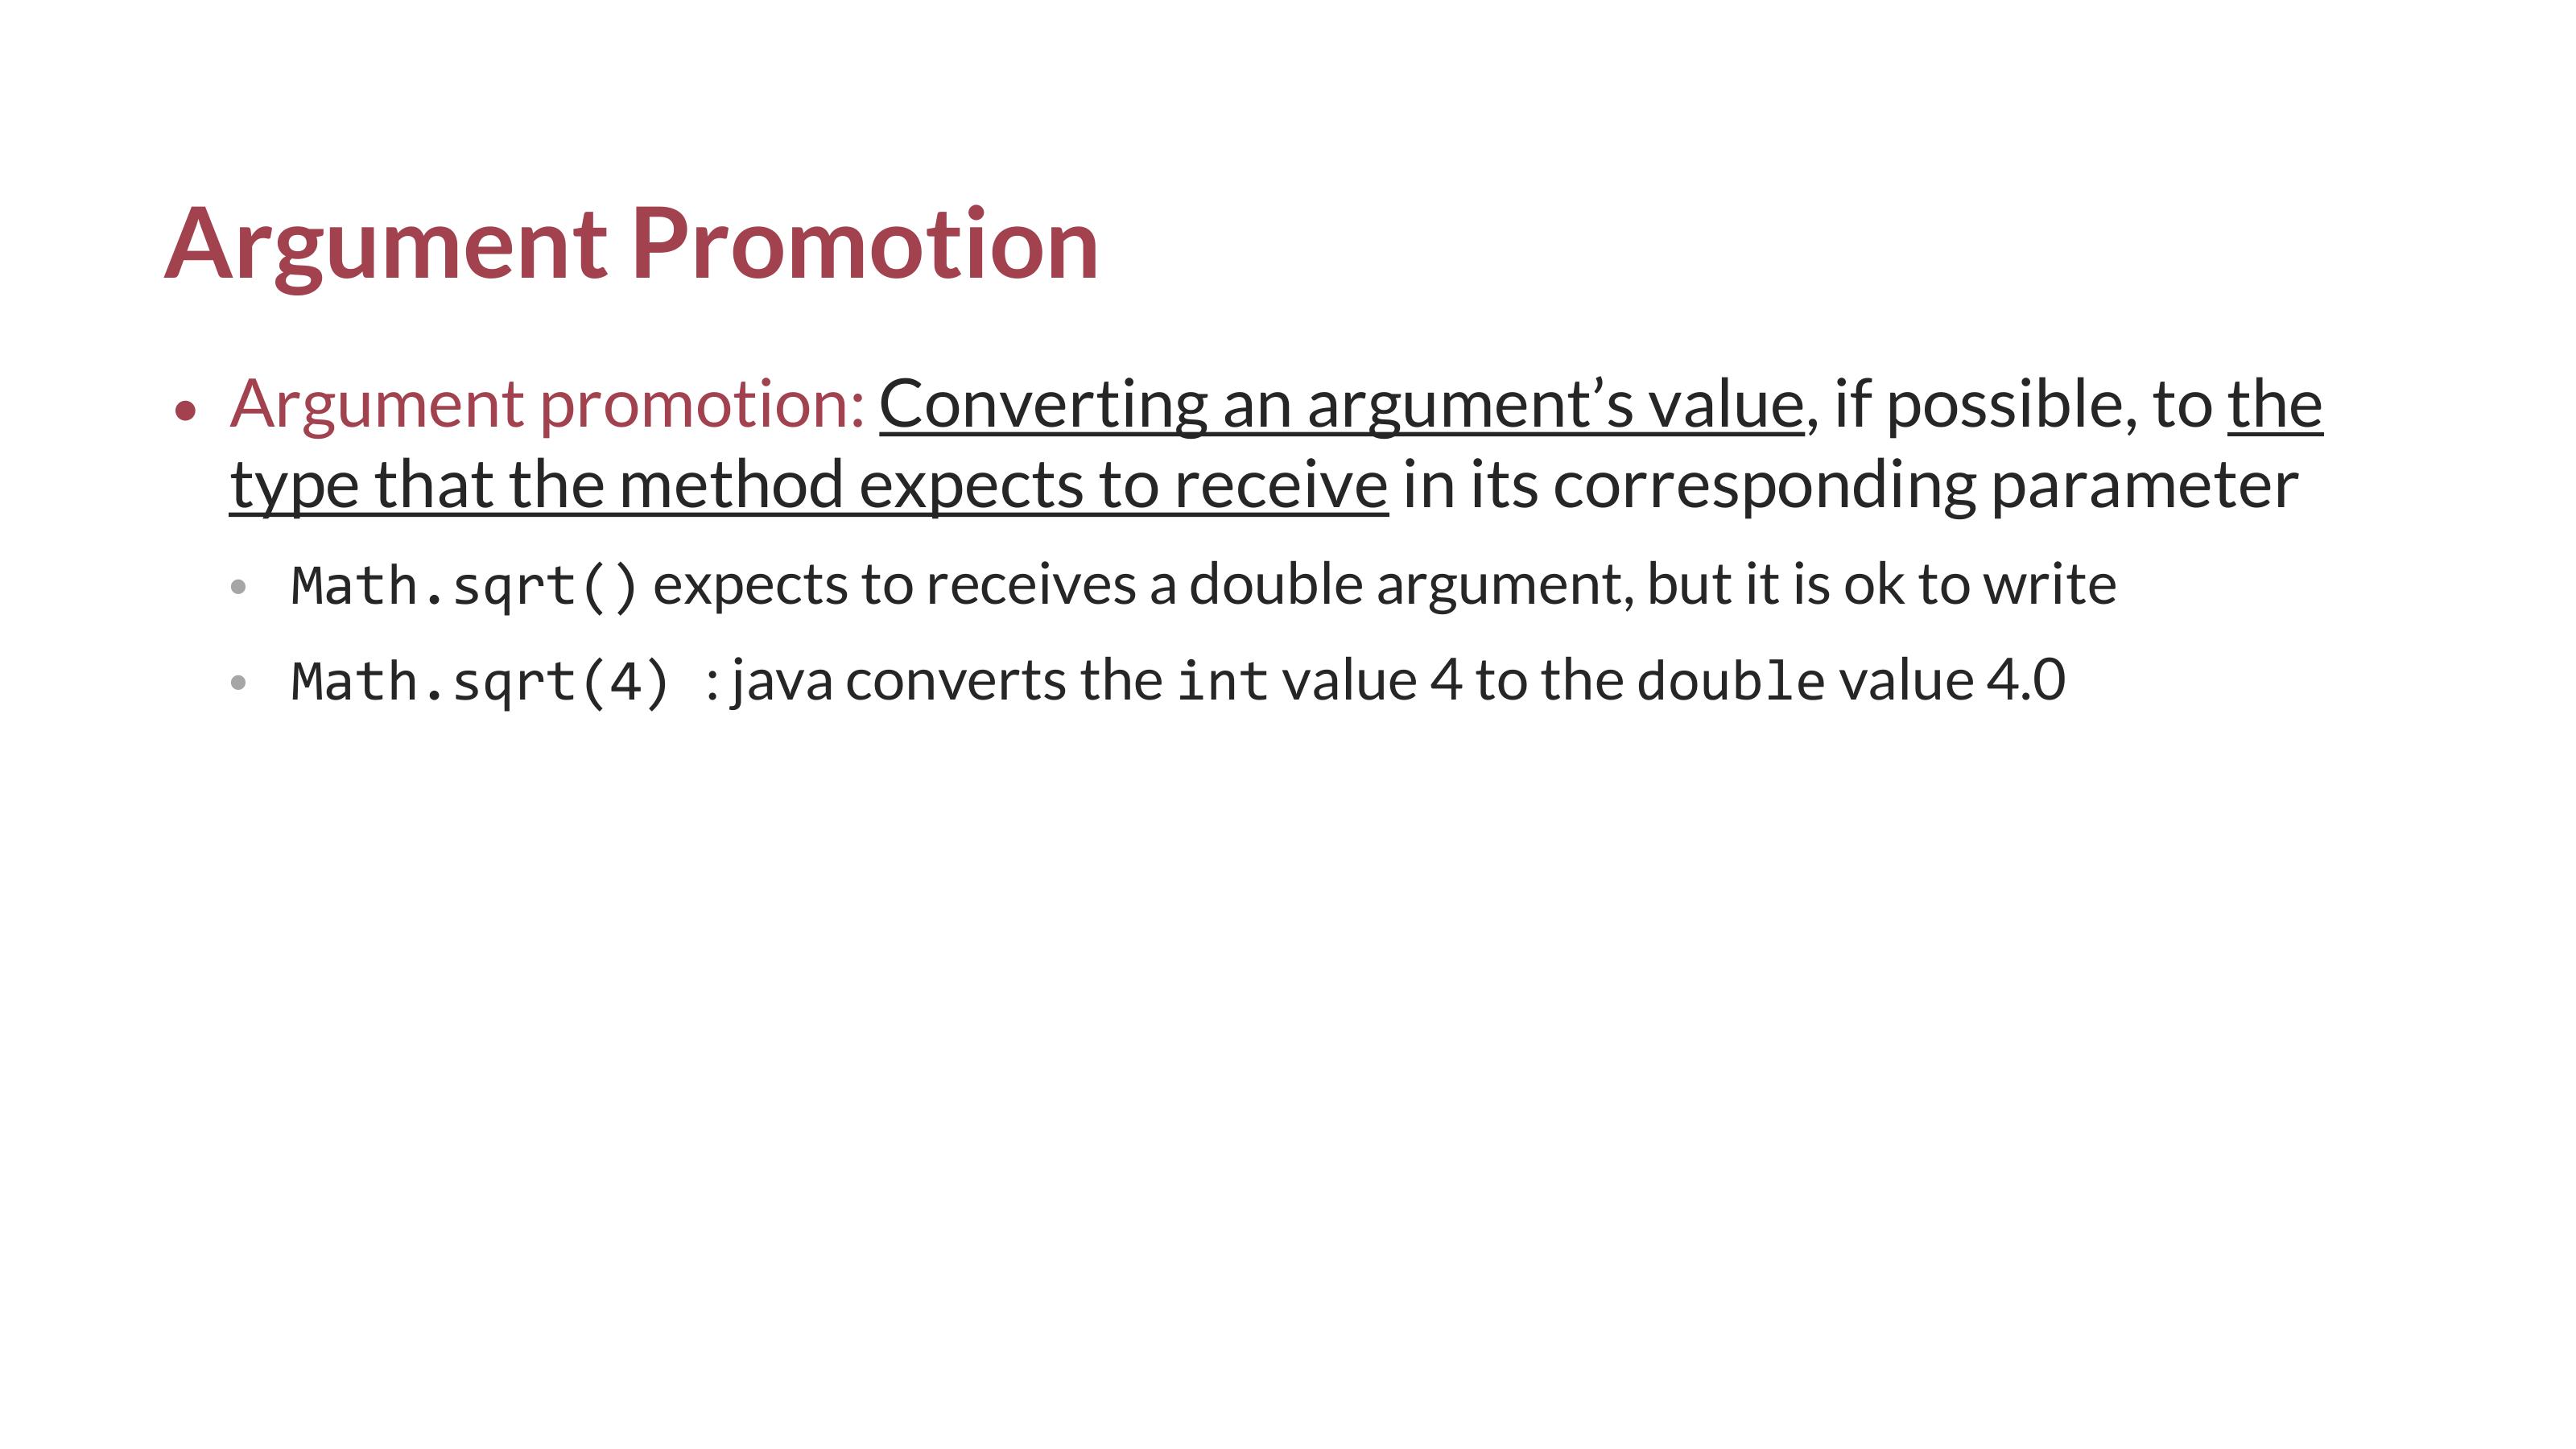 Argument Promotion
• Argument promotion: Converting an argument’s value, if possible, to the
type that the method expects to receive in its corresponding parameter
• Math.sqrt() expects to receives a double argument, but it is ok to write
• Math.sqrt(4) : java converts the int value 4 to the double value 4.0